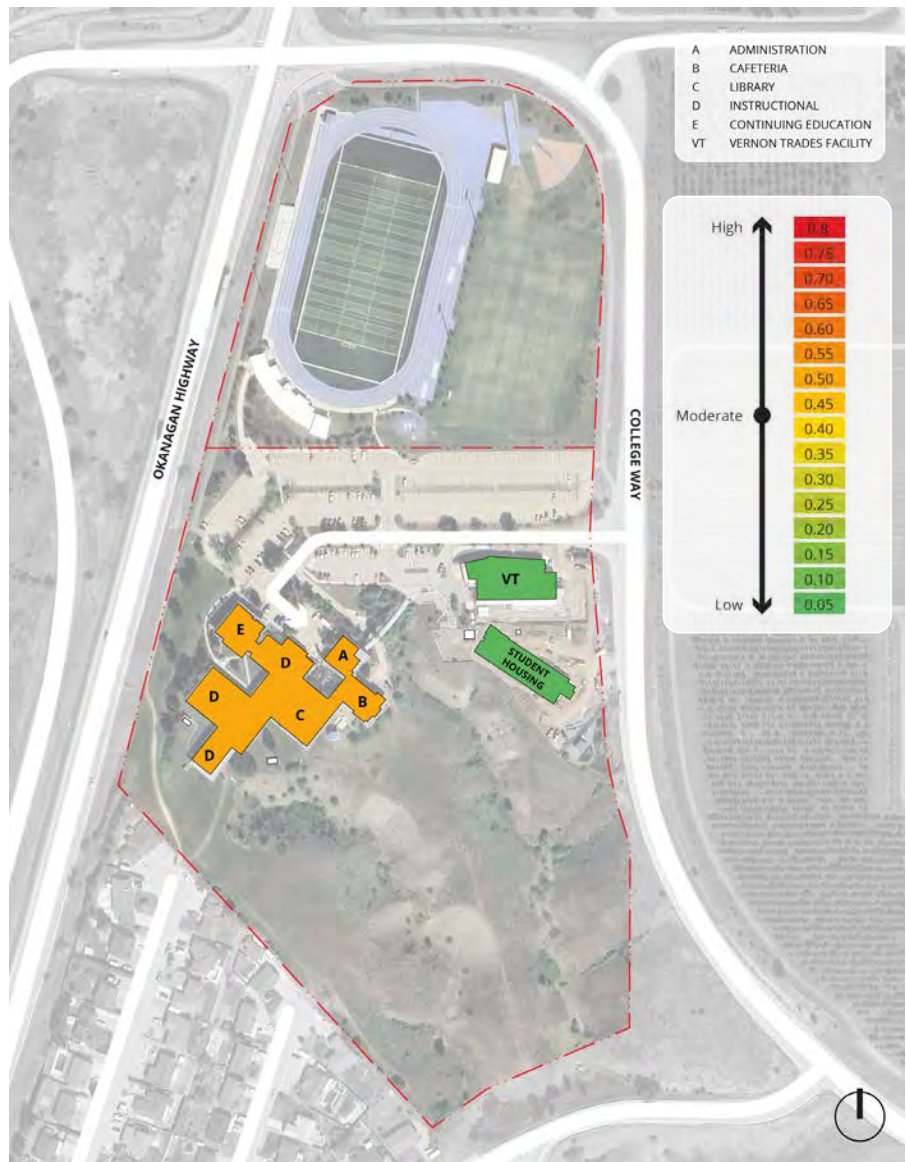 A ADMINISTRATION
B CAFETERIA
C LIBRARY
D INSTRUCTIONAL
E CONTINUING EDUCATION
VT VERNON TRADES FACILITY
High
Moderate
Low
0.8
0.75
0.70
0.65
0.60
0.55
0.50
0.45
0.40
0.35
0.30
0.25
0.20
0.15
0.10
0.05
OKANAGAN HIGHWAY
COLLEGE WAY
VT
STUDENT
HOUSING
E
D
A
D
B
C
D